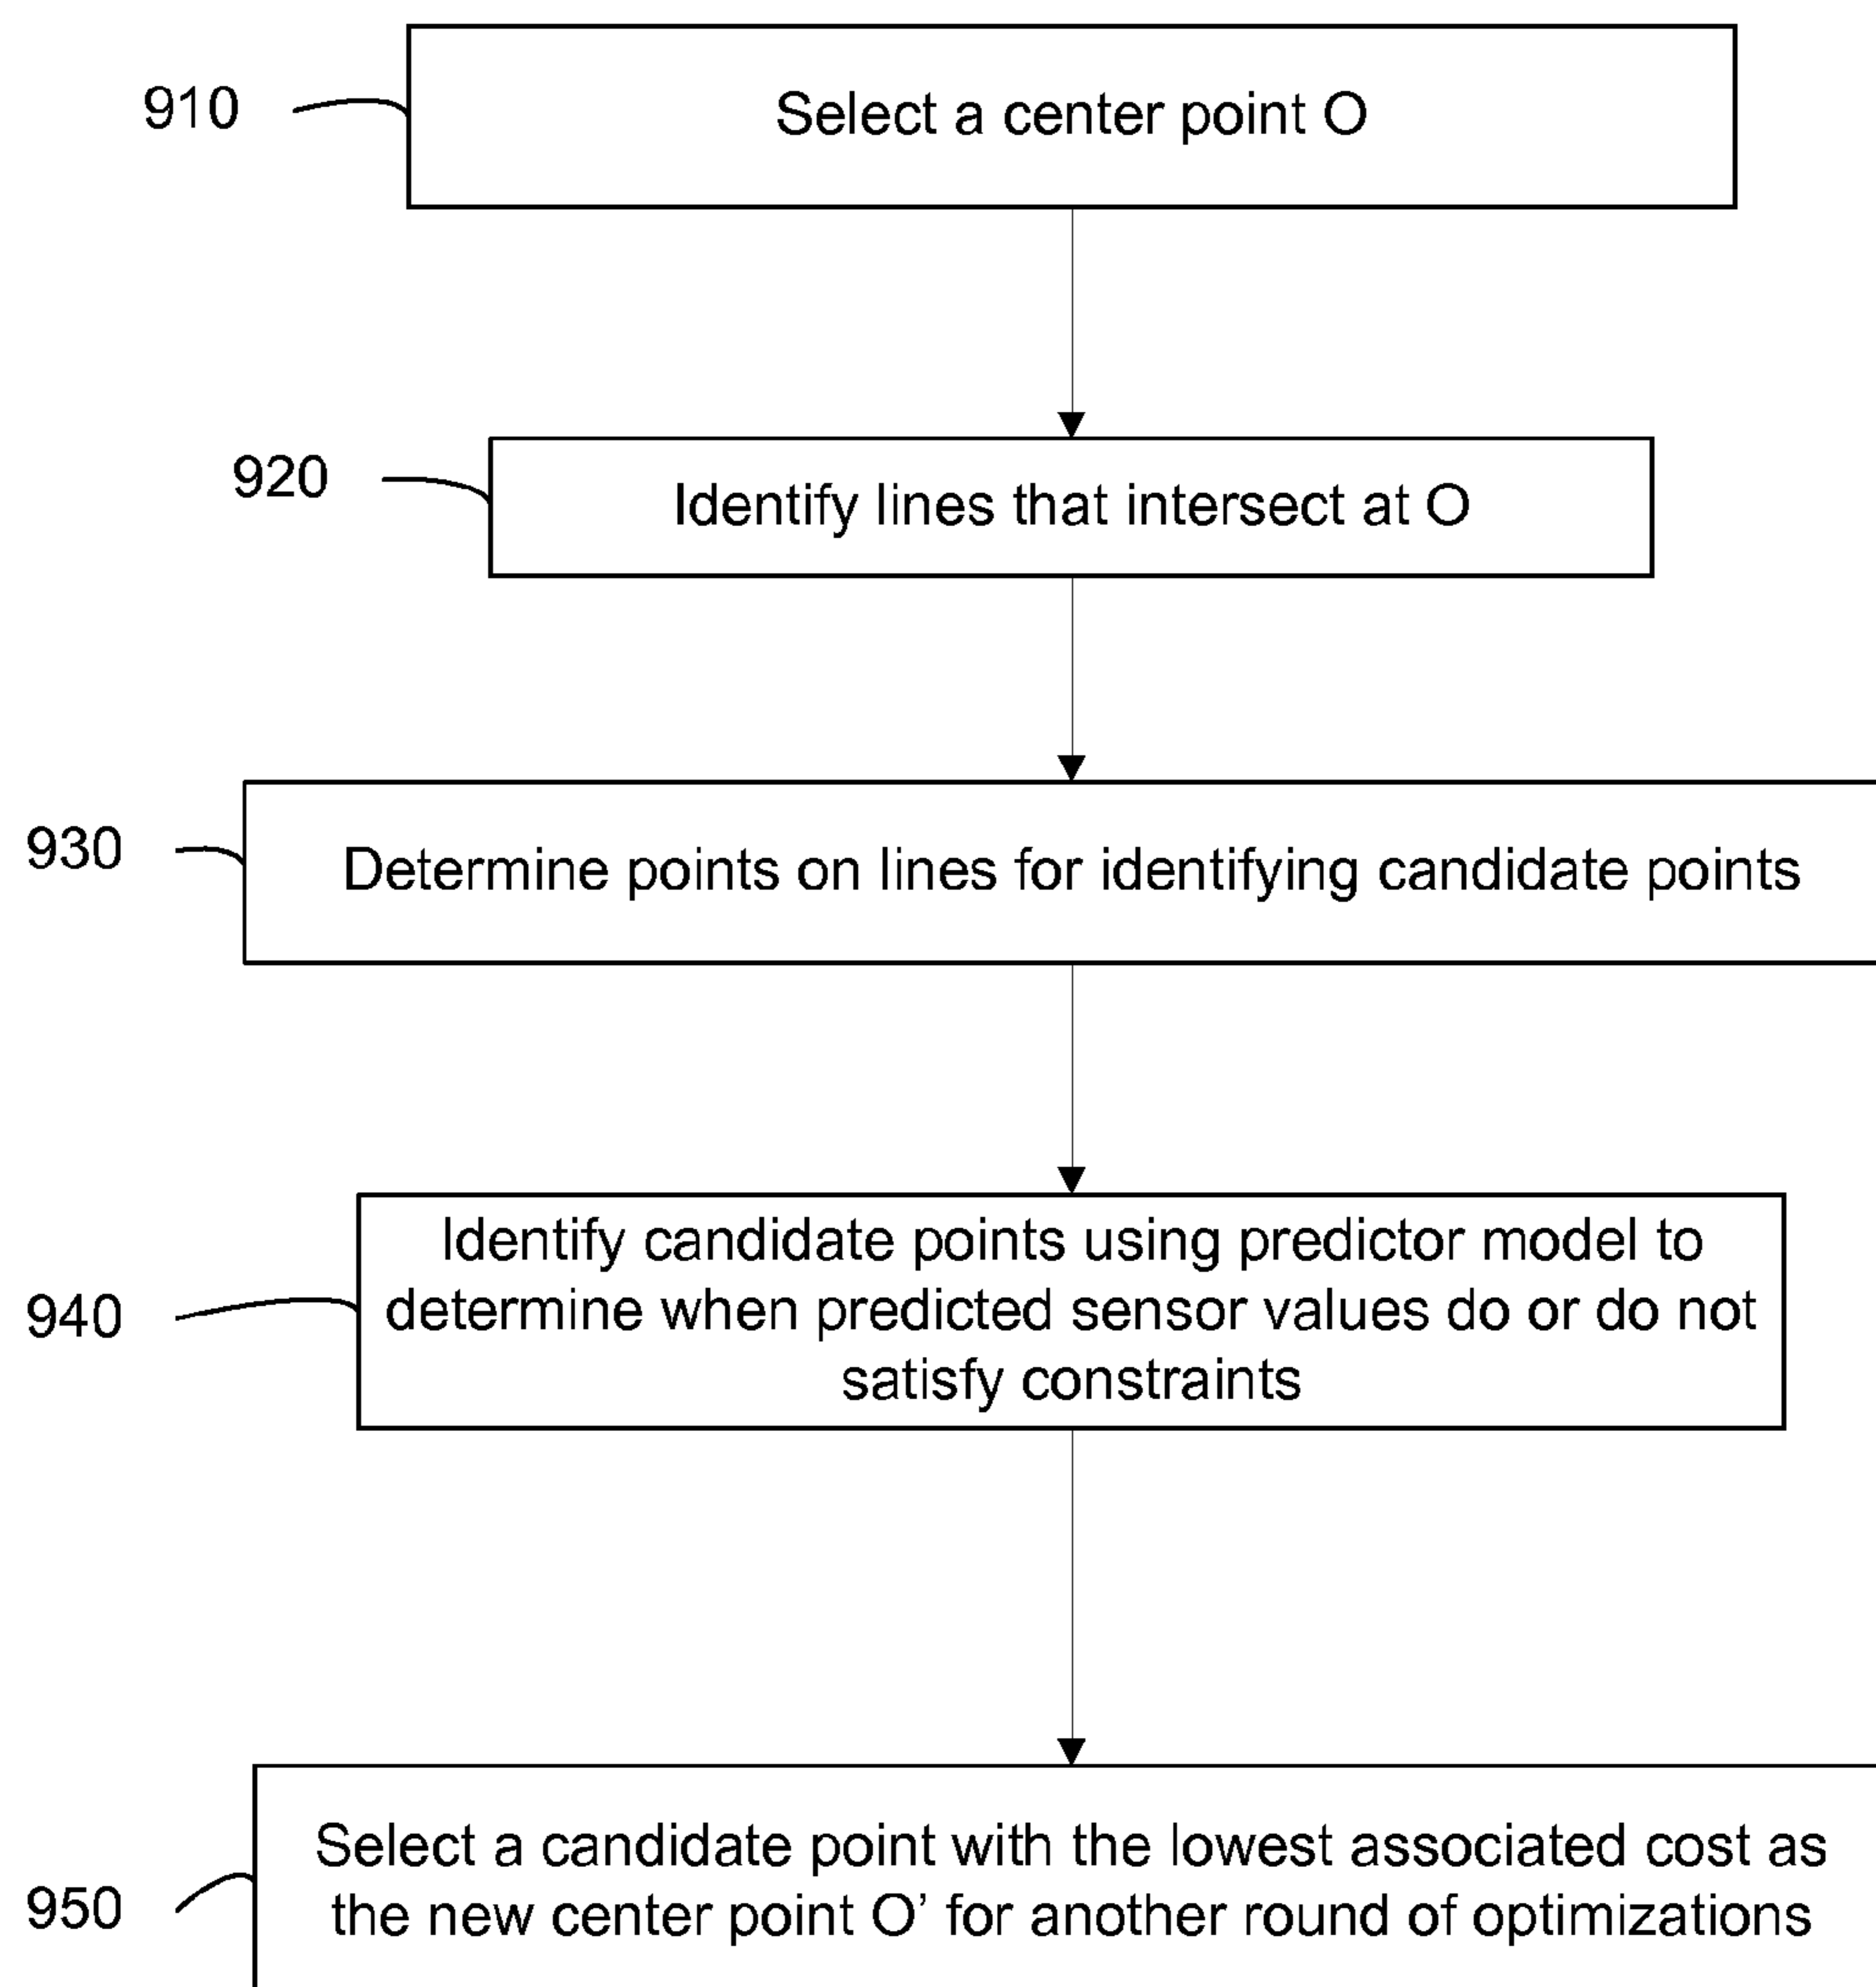 910
Select a center point O
920
Identify lines that intersect at O
930
Determine points on lines for identifying candidate points
940
Identify candidate points using predictor model to
determine when predicted sensor values do or do not
satisfy constraints
950
Select a candidate point with the lowest associated cost as
the new center point O’ for another round of optimizations